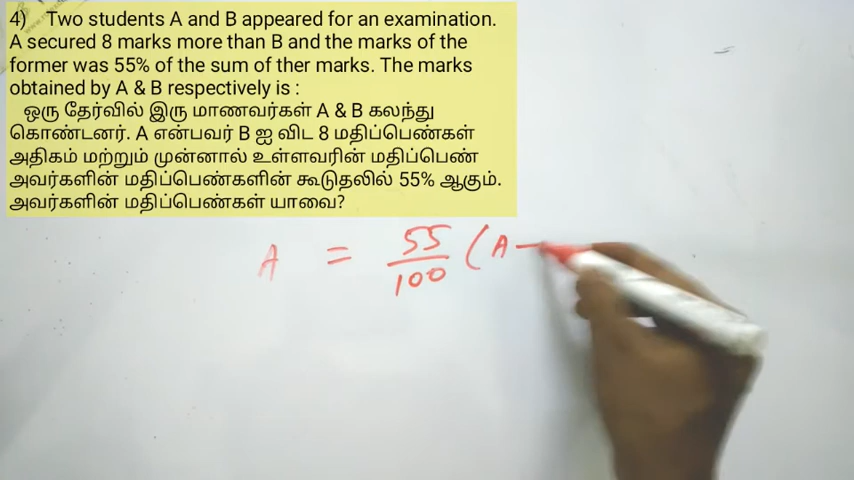 4) Two students A and B appeared for an examination.
A secured 8 marks more than B and the marks of the
former was 55% of the sum of ther marks. The marks
obtained by A & B respectively is :
ஒரு தேர்வில் இரு மாணவர்கள் A & B கலந்து
கொண்டனர். A என்பவர் B ஐ விட 8 மதிப்பெண்கள்
அதிகம் மற்றும் முன்னால் உள்ளவரின் மதிப்பெண்
அவர்களின் மதிப்பெண்களின் கூடுதலில் 55% ஆகும்.
அவர்களின் மதிப்பெண்கள் யாவை?
A = 55/100 (A